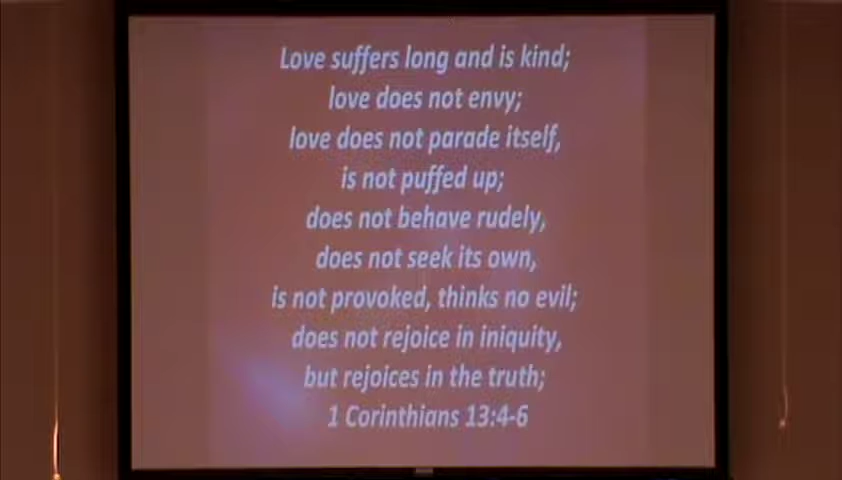 Love suffers long and is kind;
love does not envy;
love does not parade itself,
is not puffed up;
does not behave rudely,
does not seek its own,
is not provoked, thinks no evil;
does not rejoice in iniquity,
but rejoices in the truth;
1 Corinthians 13:4-6